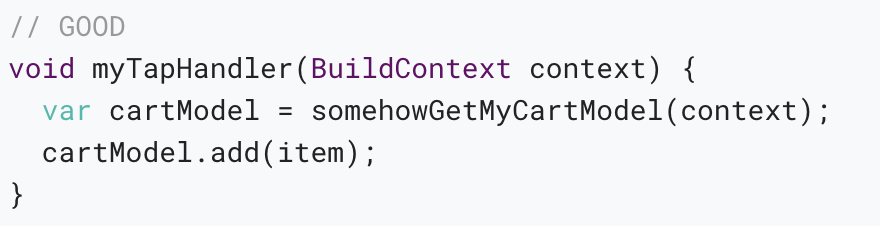 // GOOD
void myTapHandler(BuildContext context) {
  var cartModel = somehowGetMyCartModel(context);
  cartModel.add(item);
}